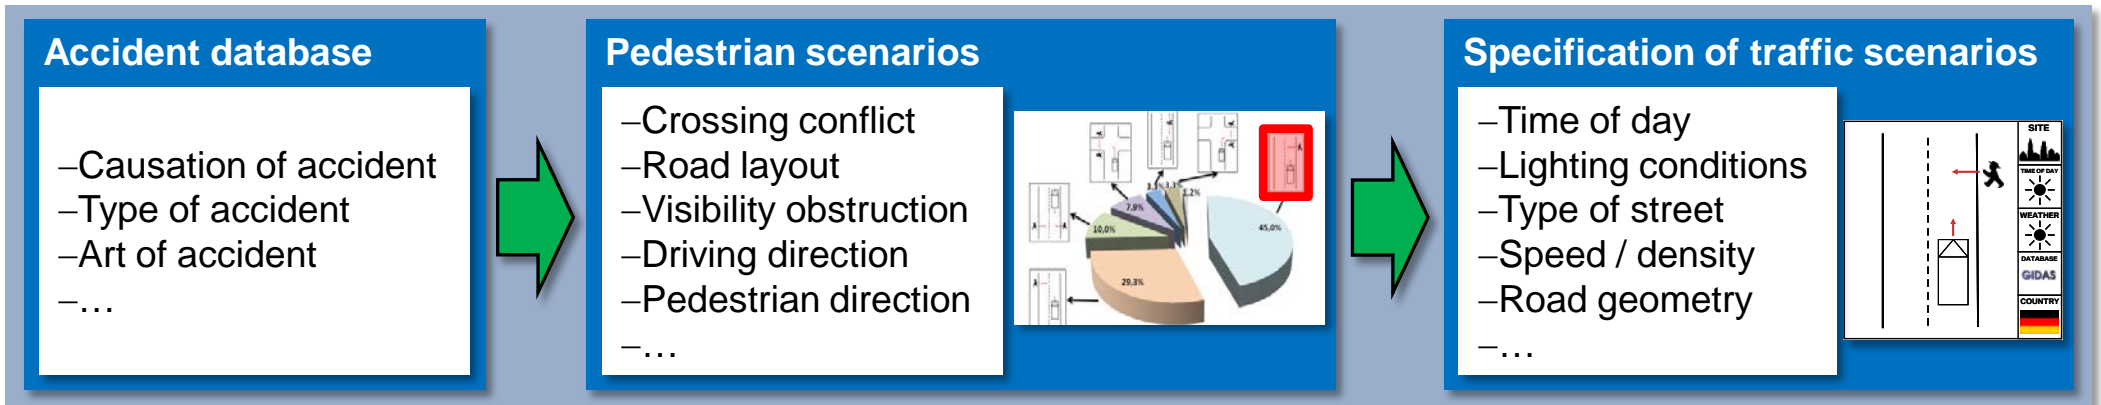 Accident database
–Causation of accident
–Type of accident
–Art of accident
–…
Pedestrian scenarios
–Crossing conflict
–Road layout
–Visibility obstruction
–Driving direction
–Pedestrian direction
–…
3,3%
7,9%
10,0%
29,3%
45,0%
Specification of traffic scenarios
–Time of day
–Lighting conditions
–Type of street
–Speed / density
–Road geometry
–…
SITE
TIME OF DAY
WEATHER
DATABASE
GIDAS
COUNTRY